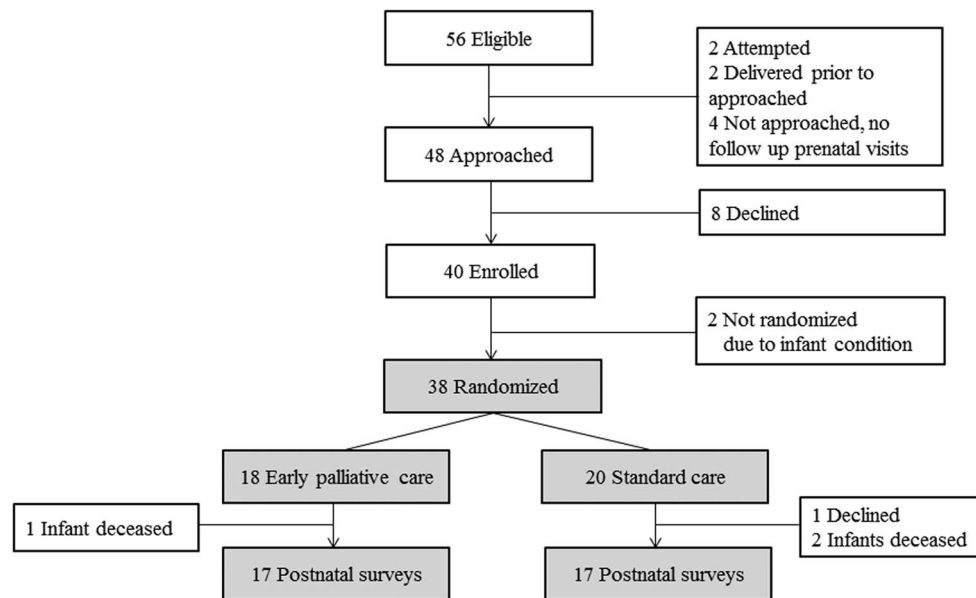 56 Eligible
2 Attempted
2 Delivered prior to
approached
4 Not approached, no
follow up prenatal visits
48 Approached
8 Declined
40 Enrolled
2 Not randomized
due to infant condition
38 Randomized
18 Early palliative care
20 Standard care
1 Infant deceased
1 Declined
2 Infants deceased
17 Postnatal surveys
17 Postnatal surveys